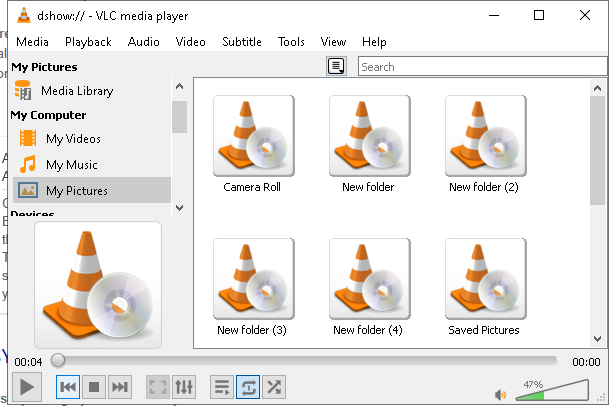 dshow:// - VLC media player
Media Playback Audio Video Subtitle Tools View Help
My Pictures
Search
Media Library
My Computer
My Videos
My Music
My Pictures
Devices
Camera Roll
New folder
New folder (2)
New folder (3)
New folder (4)
Saved Pictures
00:04
00:00
47%